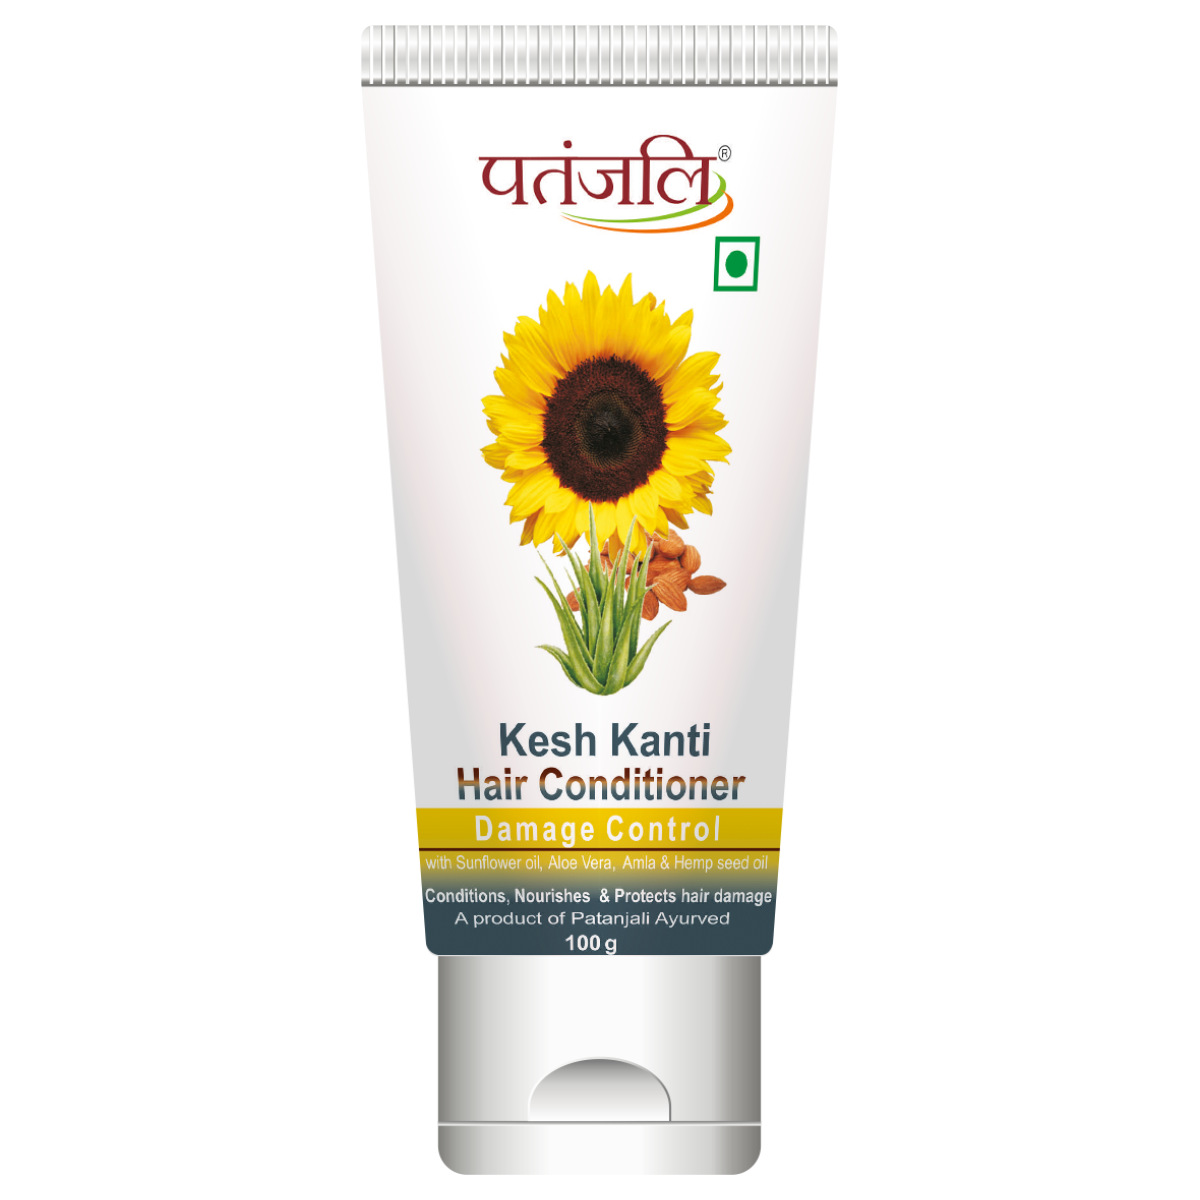 पतंजलि®
Kesh Kanti
Hair Conditioner
Damage Control
with Sunflower oil, Aloe Vera, Amla & Hemp seed oil
Conditions, Nourishes & Protects hair damage
A product of Patanjali Ayurved
100 g